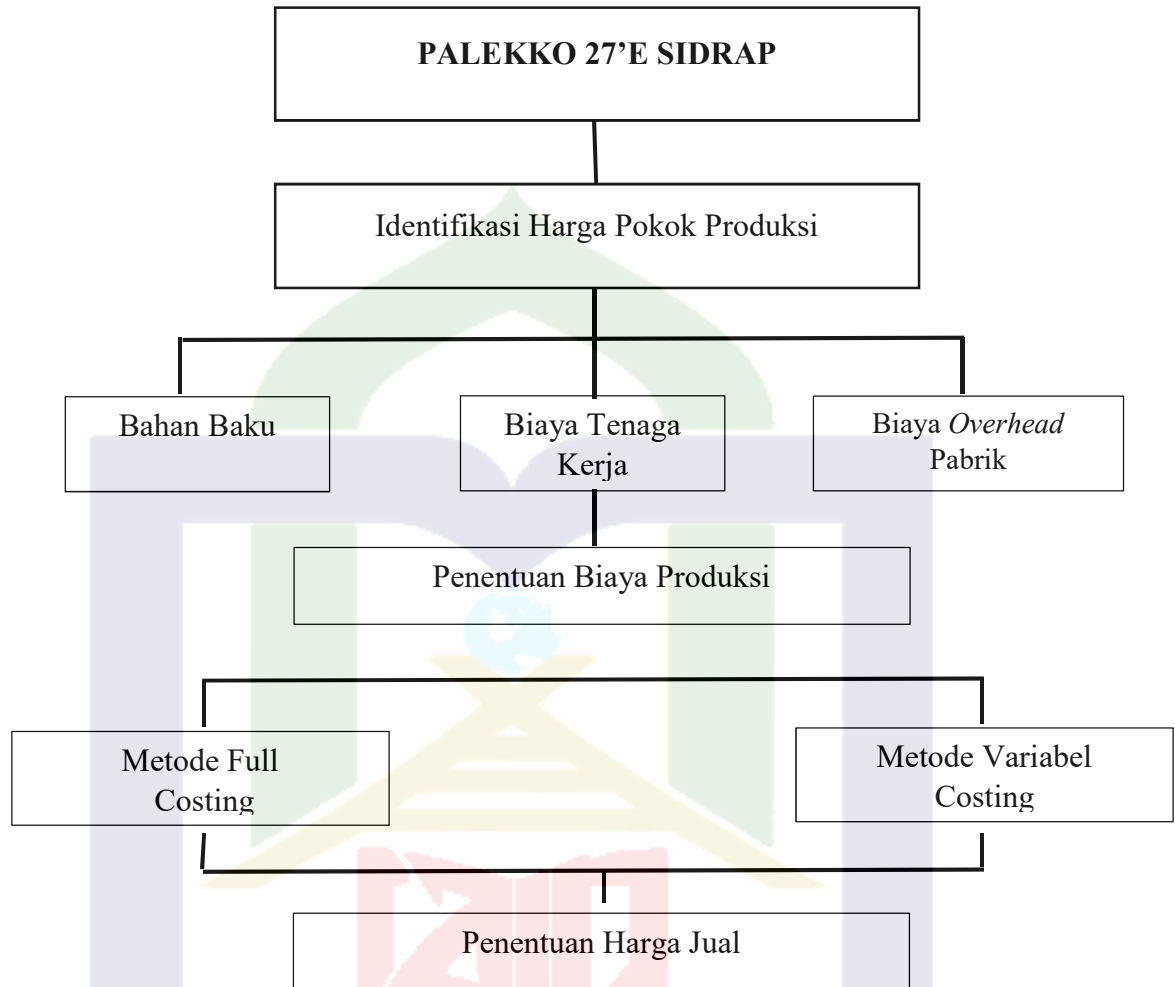 PALEKKO 27’E SIDRAP
Identifikasi Harga Pokok Produksi
Bahan Baku
Biaya Tenaga
Kerja
Biaya Overhead
Pabrik
Penentuan Biaya Produksi
Metode Full
Costing
Metode Variabel
Costing
Penentuan Harga Jual